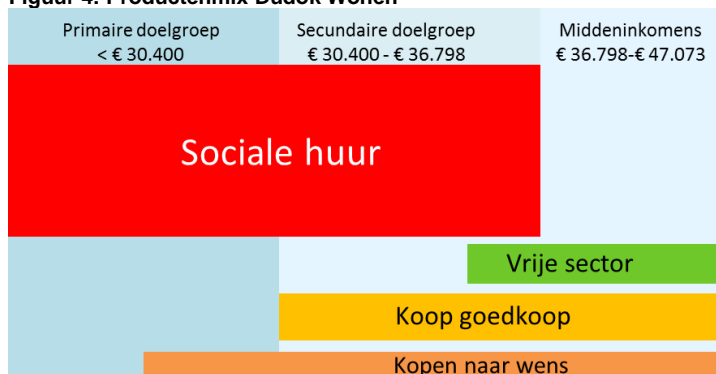 Figuur 4: Productenmix Dudok Wonen
Primaire doelgroep
< € 30.400
Secundaire doelgroep
€ 30.400 - € 36.798
Middeninkomens
€ 36.798-€ 47.073
Sociale huur
Vrije sector
Koop goedkoop
Kopen naar wens